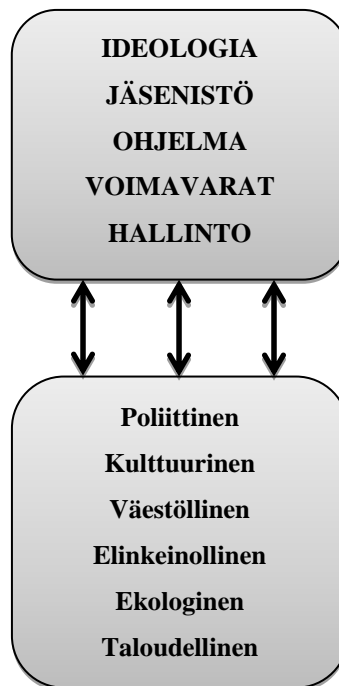 IDEOLOGIA
JÄSENISTÖ
OHJELMA
VOIMAVARAT
HALLINTO
Poliittinen
Kulttuurinen
Väestöllinen
Elinkeinollinen
Ekologinen
Taloudellinen